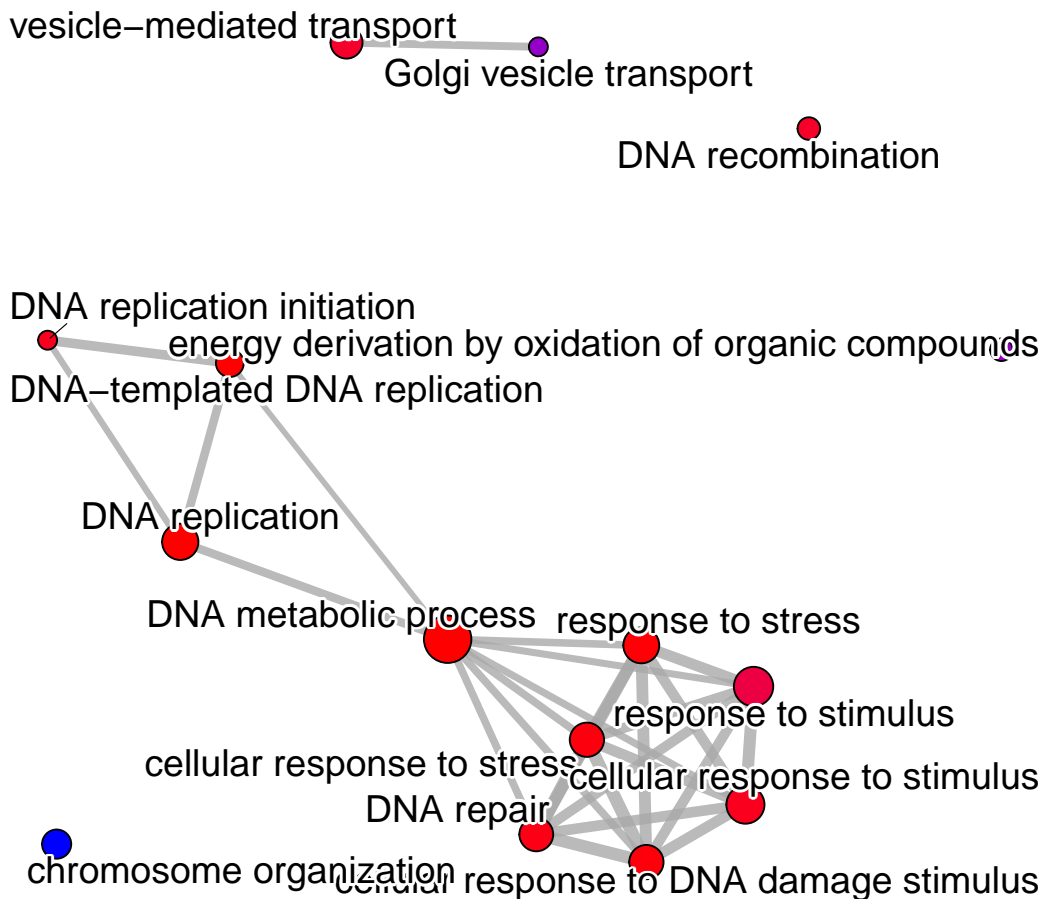 vesicle−mediated transport
Golgi vesicle transport
DNA recombination
DNA replication initiation
energy derivation by oxidation of organic compounds
DNA−templated DNA replication
DNA replication
DNA metabolic process
response to stress
response to stimulus
cellular response to stress
cellular response to stimulus
DNA repair
chromosome organization
cellular response to DNA damage stimulus